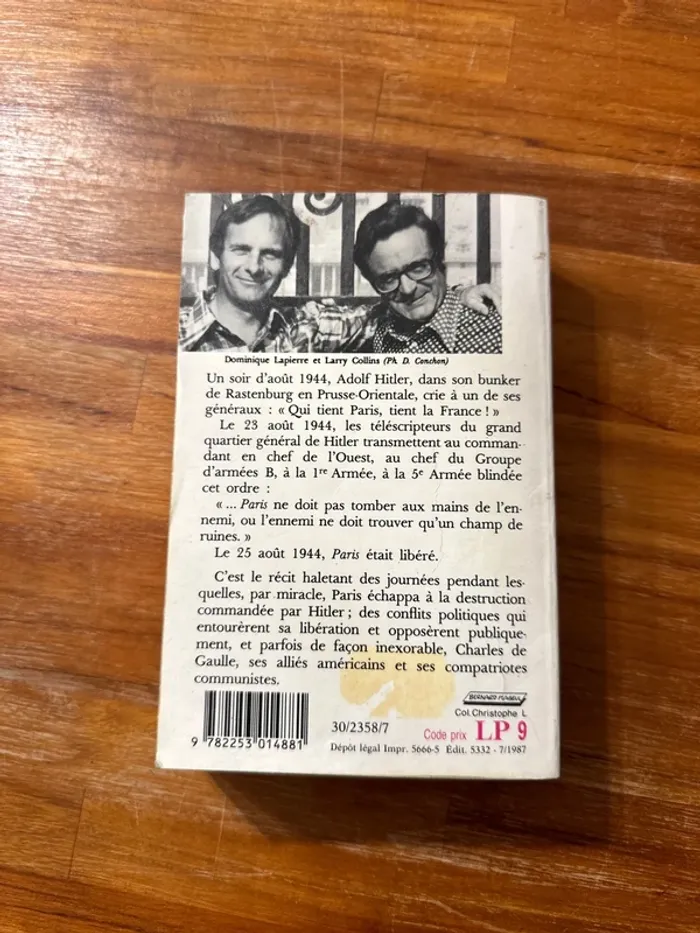 Dominique Lapierre et Larry Collins (Ph. D. Conchon)
Un soir d'août 1944, Adolf Hitler, dans son bunker
de Rastenburg en Prusse-Orientale, crie à un de ses
généraux : « Qui tient Paris, tient la France ! »
Le 23 août 1944, les téléscripteurs du grand
quartier général de Hitler transmettent au comman-
dant en chef de l'Ouest, au chef du Groupe
d'armées B, à la 1re Armée, à la 5e Armée blindée
cet ordre :
« ... Paris ne doit pas tomber aux mains de l'en-
nemi, ou l'ennemi ne doit trouver qu'un champ de
ruines. »
Le 25 août 1944, Paris était libéré.
C'est le récit haletant des journées pendant les-
quelles, par miracle, Paris échappa à la destruction
commandée par Hitler ; des conflits politiques qui
entourèrent sa libération et opposèrent publique-
ment, et parfois de façon inexorable, Charles de
Gaulle, ses alliés américains et ses compatriotes
communistes.
Col. Christophe L
30/2358/7
Code prix LP 9
9 782253 014881
Dépôt légal Impr. 5666-5 Édit. 5332 - 7/1987